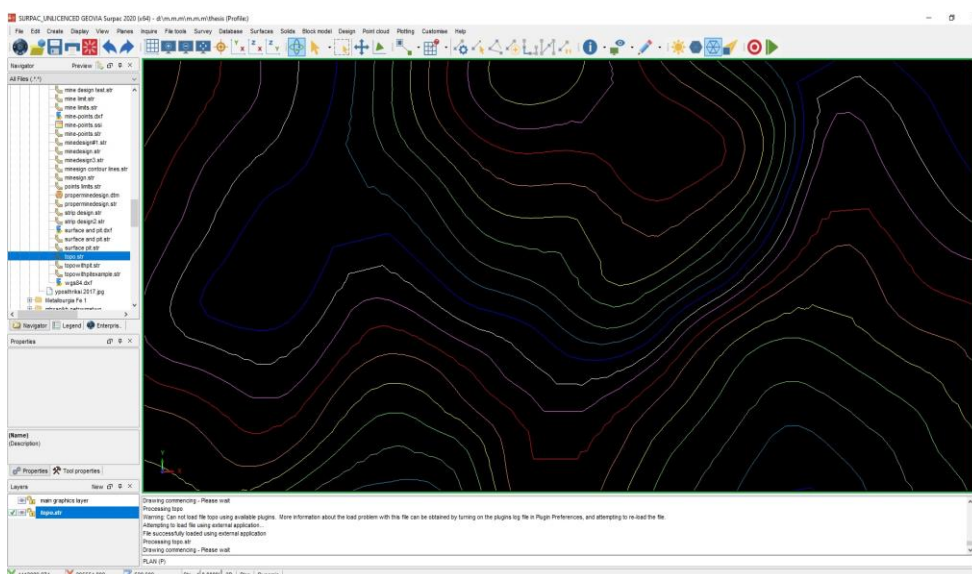 SURPAC_UNLICENCED GEOVIA Surpac 2020 (x64) - d:\m.m.m\m.m.m\thesis (Profile:)
File Edit Create Display View Planes Inquire File tools Survey Database Surfaces Solids Block model Design Point cloud Plotting Customise Help
Navigator Preview
All Files (*.*)
mine design test.str
mine limit.str
mine limits.str
mine-points.dxf
mine-points.ssi
mine-points.str
minedesign#1.str
minedesign.str
minedesign3.str
minesign contour lines.str
minesign.str
points limits.str
properminedesign.dtm
properminedesign.str
strip design.str
strip design2.str
surface and pit.dxf
surface and pit.str
surface pit.str
topo.str
topowithpit.str
topowithpitexample.str
wgs84.dxf
yposthrikai 2017.jpg
Metallourgia Fe 1
Navigator Legend Enterpris..
Properties
(Name)
(Description)
Properties Tool properties
Layers New
main graphics layer
topo.str
Y
X
Drawing commencing - Please wait
Processing topo
Warning: Can not load file topo using available plugins. More information about the load problem with this file can be obtained by turning on the plugins log file in Plugin Preferences, and attempting to re-load the file.
Attempting to load file using external application...
File successfully loaded using external application
Processing topo.str
Drawing commencing - Please wait
PLAN (P)